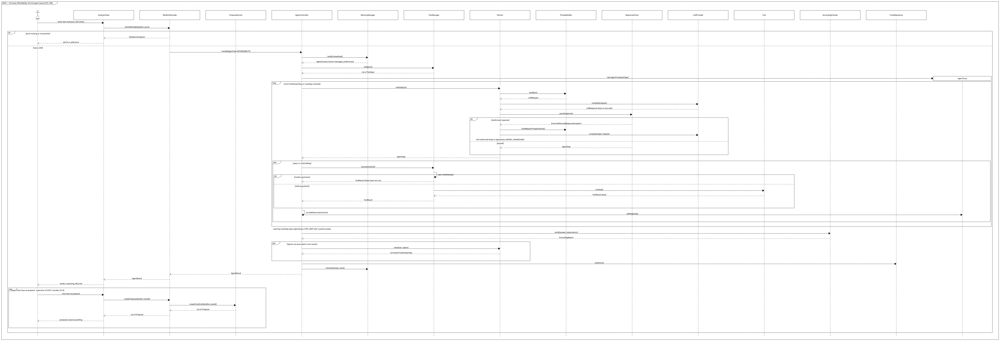 SD05 — Purchase Affordability: the full agent loop (UC07, F08)
User
AssistantView
WealthSeiFacade
ProposalService
AgentController
MemoryManager
ToolManager
Planner
PromptBuilder
ResponseParser
LLMProvider
Tool
GroundingChecker
TraceRepository
enter item and price, click Check
checkAffordability(item, price)
alt
[price missing or not positive]
ValidationException
ask for a valid price
[input valid]
handle(AgentTask AFFORDABILITY)
buildContext(task)
AgentContext (recent messages, preferences)
listSpecs()
List of ToolSpec
new AgentTrace(taskType)
AgentTrace
loop
[until FinalAnswerStep or maxSteps reached]
nextStep(ctx)
build(ctx)
LLMRequest
complete(request)
LLMResponse (text or tool calls)
parse(response)
alt
[malformed response]
throw MalformedResponseException
buildRepairPrompt(rawText)
complete(repair request)
still malformed leads to AgentStatus MODEL_UNAVAILABLE
[parsed]
AgentStep
AgentStep
opt
[step is a ToolCallStep]
execute(toolCall)
spec.validate(args)
alt
[invalid arguments]
ToolResult failure (tool not run)
[valid arguments]
run(args)
ToolResult (data)
ToolResult
ctx.addObservation(result)
addStep(step)
reaching maxSteps gives AgentStatus STEP_LIMIT with a partial answer
verify(answer, observations)
GroundingReport
opt
[figures not grounded in tool results]
revise(ctx, report)
corrected FinalAnswerStep
save(trace)
remember(task, result)
AgentResult
AgentResult
verdict, reasoning, Why link
opt
[user clicks Save as proposal - extension of UC07, includes UC14]
click Save as proposal
createProposals(drafts, traceId)
createFromDrafts(drafts, traceId)
List of Proposal
List of Proposal
proposals saved as pending